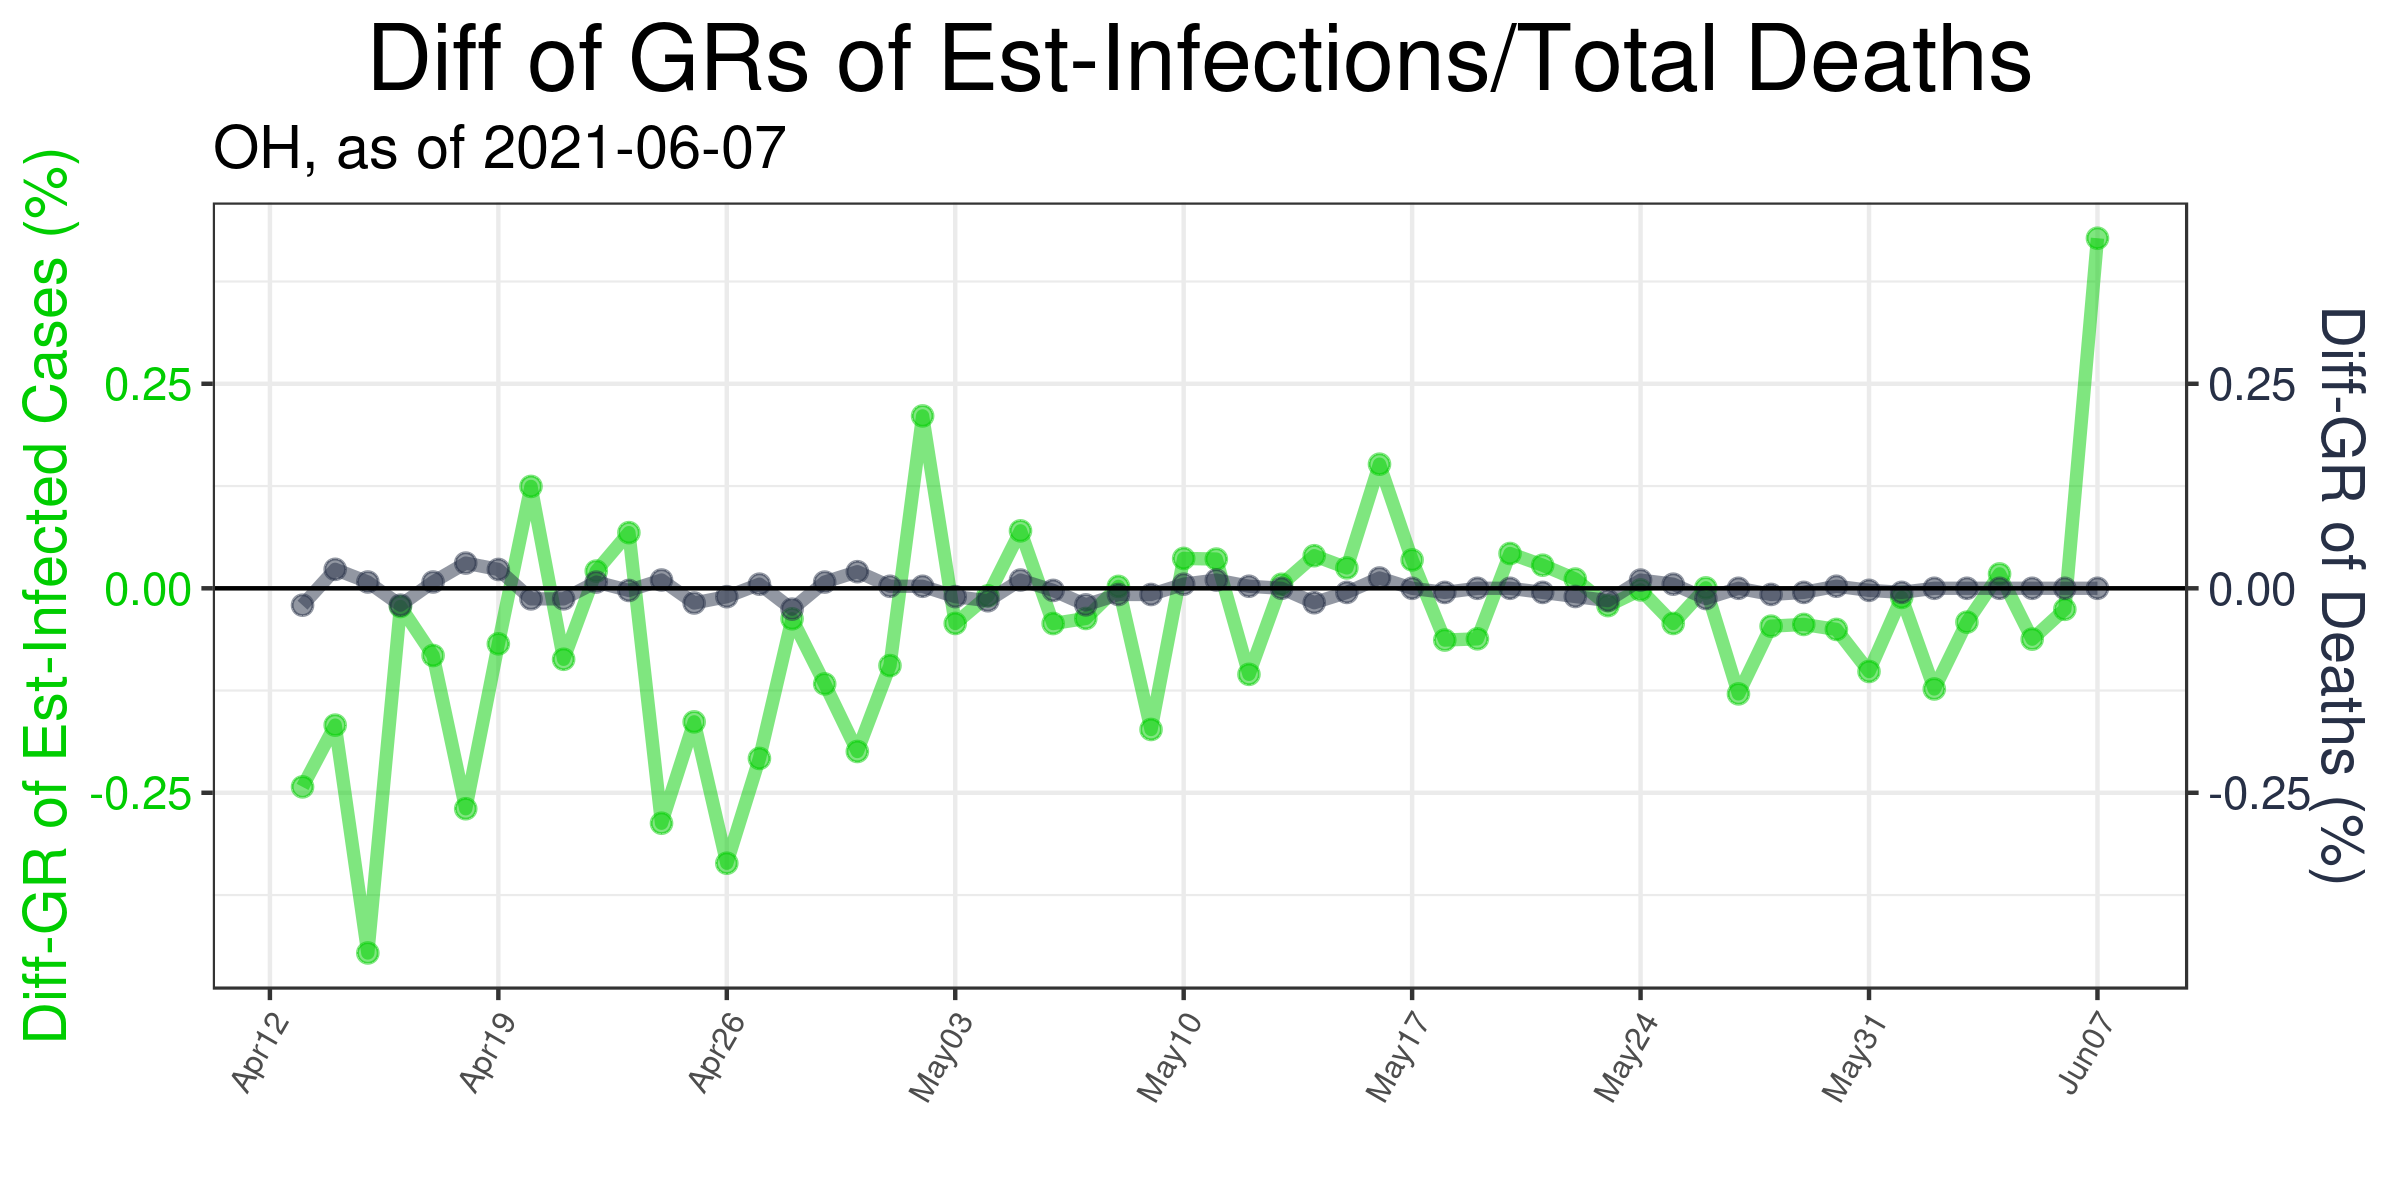 Diff of GRs of Est-Infections/Total Deaths
OH, as of 2021-06-07
Diff-GR of Est-Infected Cases (%)
0.25
0.00
-0.25
0.25
0.00
-0.25
Diff-GR of Deaths (%)
Apr12
Apr19
Apr26
May03
May10
May17
May24
May31
Jun07